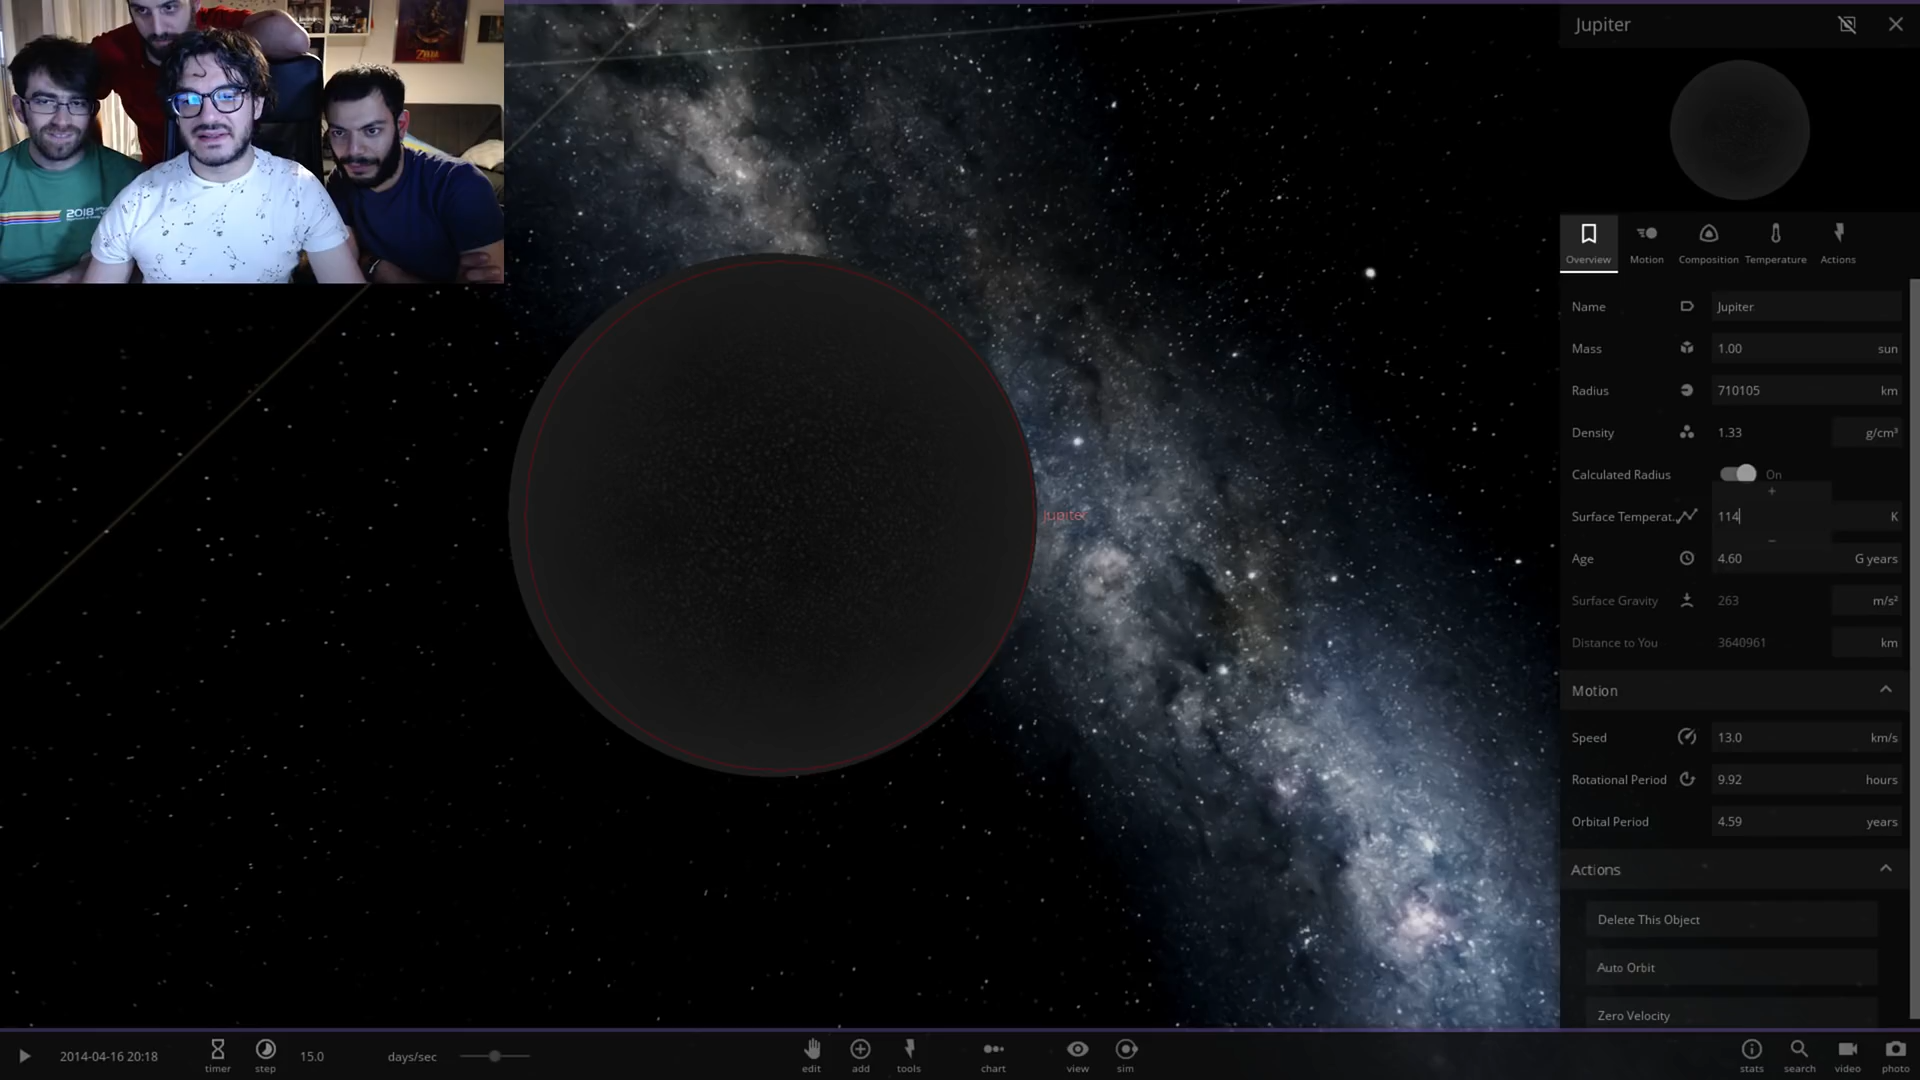 ZELDA
2018
Jupiter
Overview
Motion
Composition
Temperature
Actions
Name
Jupiter
Mass
1.00
sun
Radius
710105
km
Density
1.33
g/cm³
Calculated Radius
On
+
Surface Temperat...
114
K
−
Age
4.60
G years
Surface Gravity
263
m/s²
Distance to You
3640961
km
Motion
Speed
13.0
km/s
Rotational Period
9.92
hours
Orbital Period
4.59
years
Actions
Delete This Object
Auto Orbit
Zero Velocity
Jupiter
2014-04-16 20:18
timer
step
15.0
days/sec
edit
add
tools
chart
view
sim
stats
search
video
photo